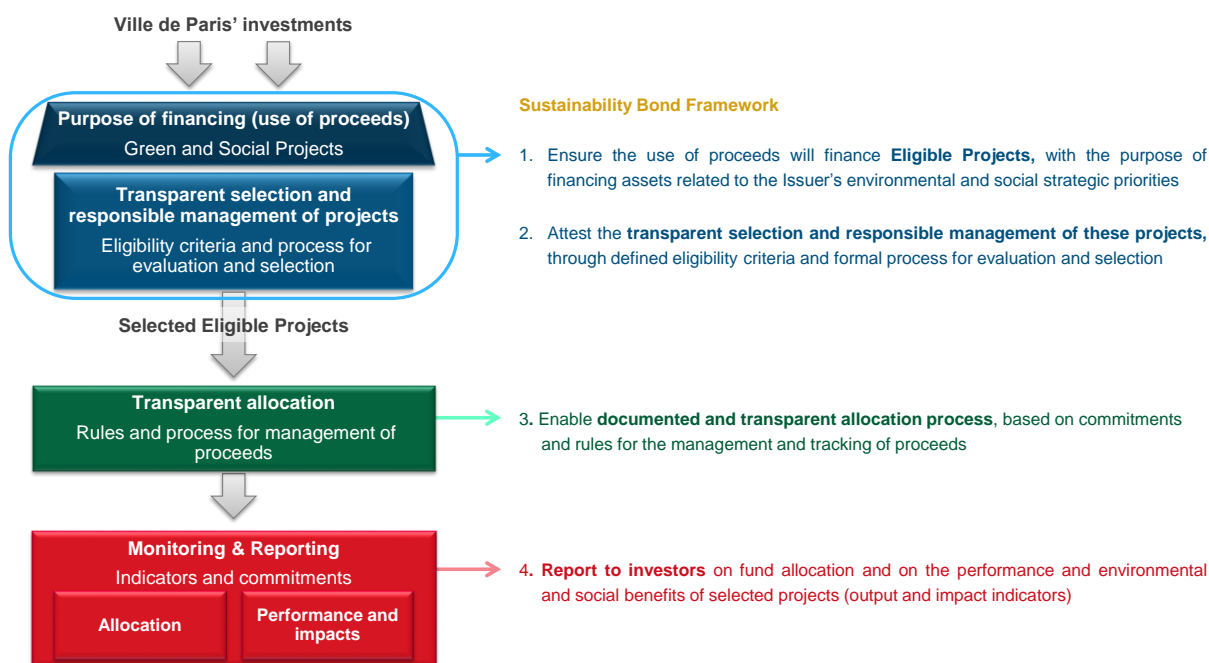 Ville de Paris’ investments
Purpose of financing (use of proceeds)
Green and Social Projects
Transparent selection and
responsible management of projects
Eligibility criteria and process for
evaluation and selection
Selected Eligible Projects
Transparent allocation
Rules and process for management of
proceeds
Monitoring & Reporting
Indicators and commitments
Allocation
Performance and
impacts
Sustainability Bond Framework
1. Ensure the use of proceeds will finance Eligible Projects, with the purpose of
financing assets related to the Issuer’s environmental and social strategic priorities
2. Attest the transparent selection and responsible management of these projects,
through defined eligibility criteria and formal process for evaluation and selection
3. Enable documented and transparent allocation process, based on commitments
and rules for the management and tracking of proceeds
4. Report to investors on fund allocation and on the performance and environmental
and social benefits of selected projects (output and impact indicators)